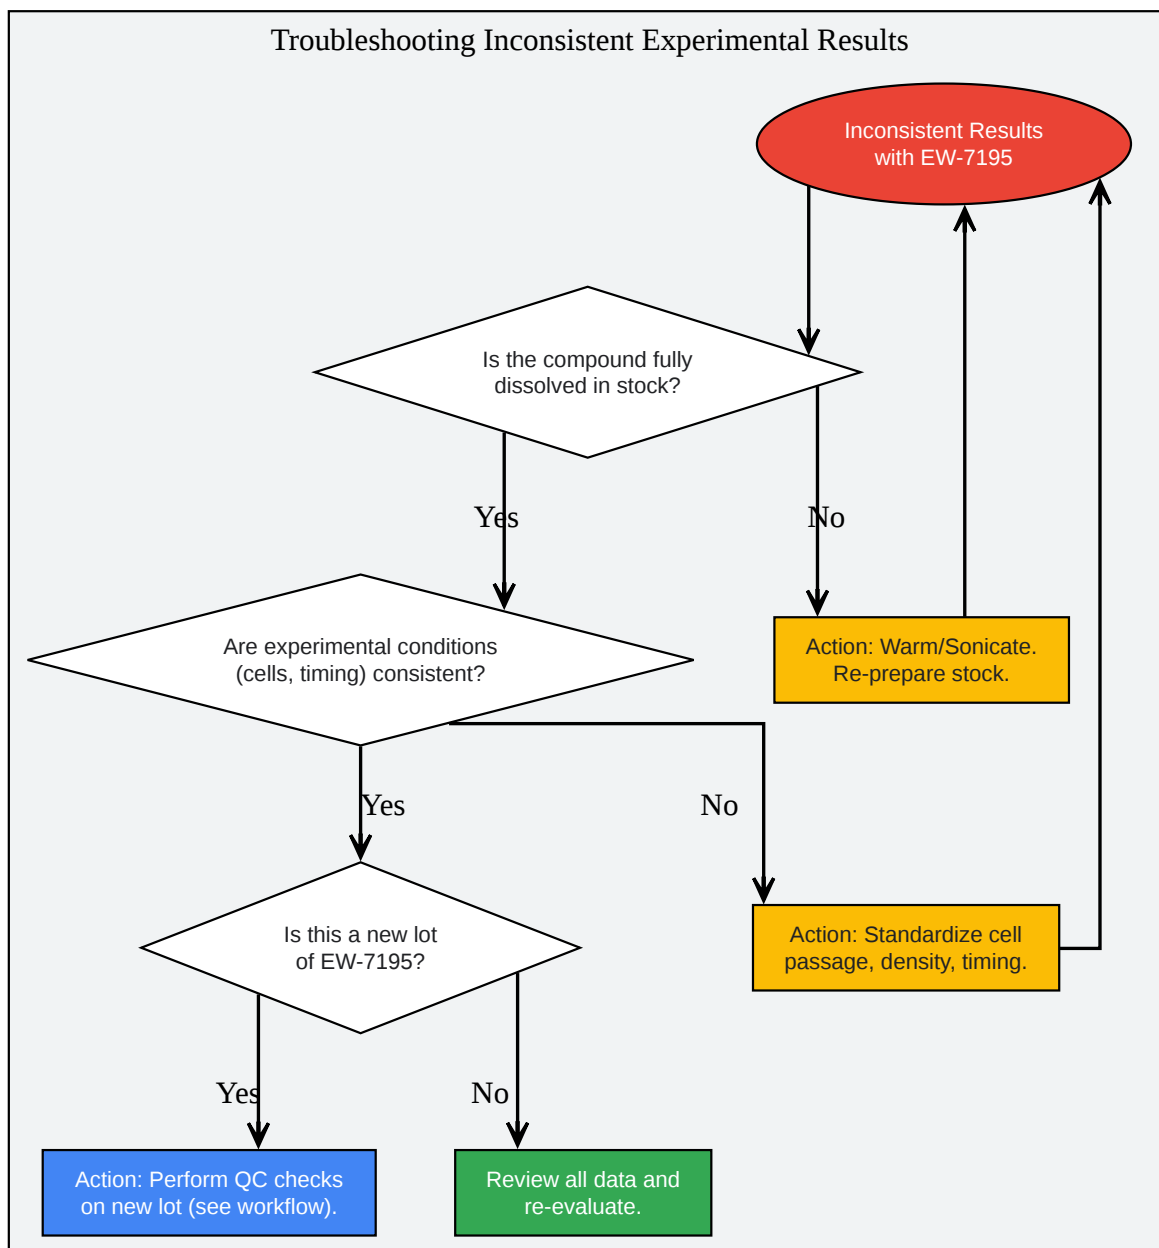 Troubleshooting Inconsistent Experimental Results
Inconsistent Results
with EW-7195
Is the compound fully
dissolved in stock?
Yes
No
Are experimental conditions
(cells, timing) consistent?
Action: Warm/Sonicate.
Re-prepare stock.
Yes
No
Is this a new lot
of EW-7195?
Action: Standardize cell
passage, density, timing.
Yes
No
Action: Perform QC checks
on new lot (see workflow).
Review all data and
re-evaluate.